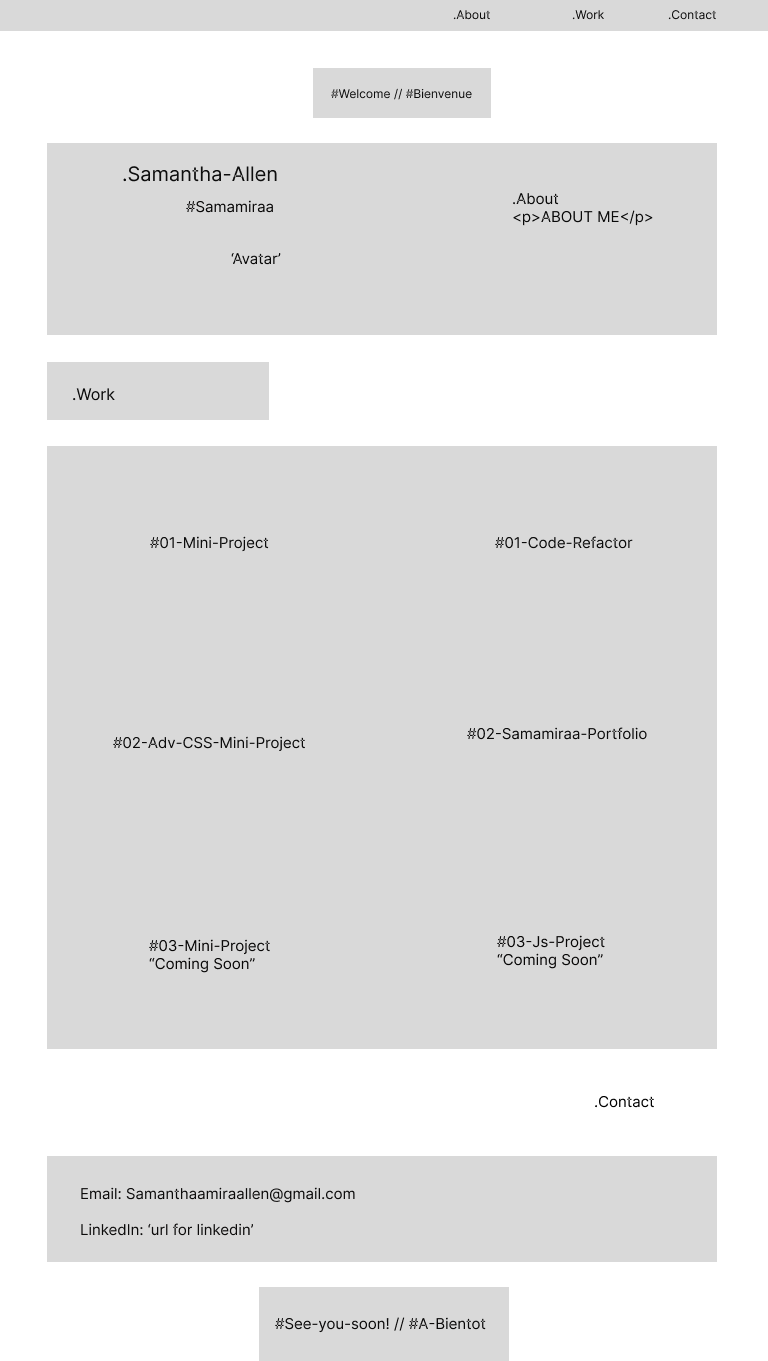 .About
.Work
.Contact
#Welcome // #Bienvenue
.Samantha-Allen
#Samamiraa
‘Avatar’
.About
<p>ABOUT ME</p>
.Work
#01-Mini-Project
#01-Code-Refactor
#02-Adv-CSS-Mini-Project
#02-Samamiraa-Portfolio
#03-Mini-Project
“Coming Soon”
#03-Js-Project
“Coming Soon”
.Contact
Email: Samanthaamiraallen@gmail.com
LinkedIn: ‘url for linkedin’
#See-you-soon! // #A-Bientot